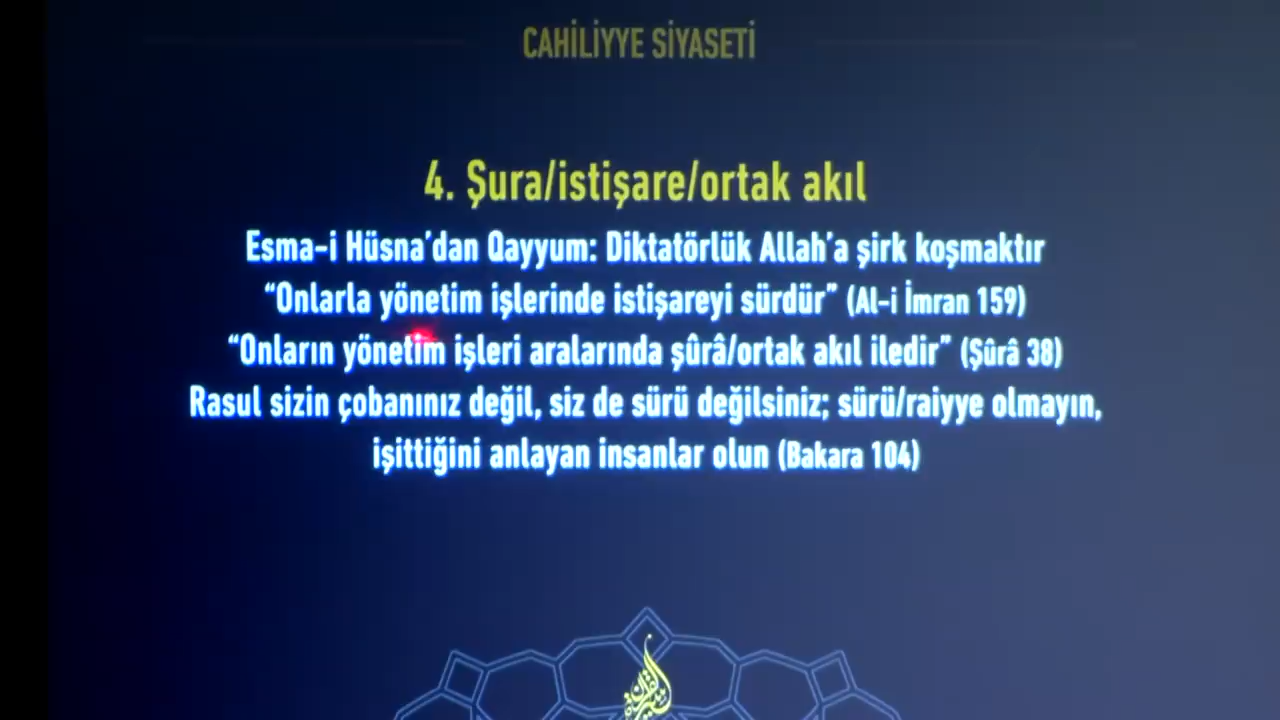 CAHİLİYYE SİYASETİ
4. Şura/istişare/ortak akıl
Esma-i Hüsna’dan Qayyum: Diktatörlük Allah’a şirk koşmaktır
“Onlarla yönetim işlerinde istişareyi sürdür” (Al-i İmran 159)
“Onların yönetim işleri aralarında şûrâ/ortak akıl iledir” (Şûrâ 38)
Rasul sizin çobanınız değil, siz de sürü değilsiniz; sürü/raiyye olmayın,
işittiğini anlayan insanlar olun (Bakara 104)